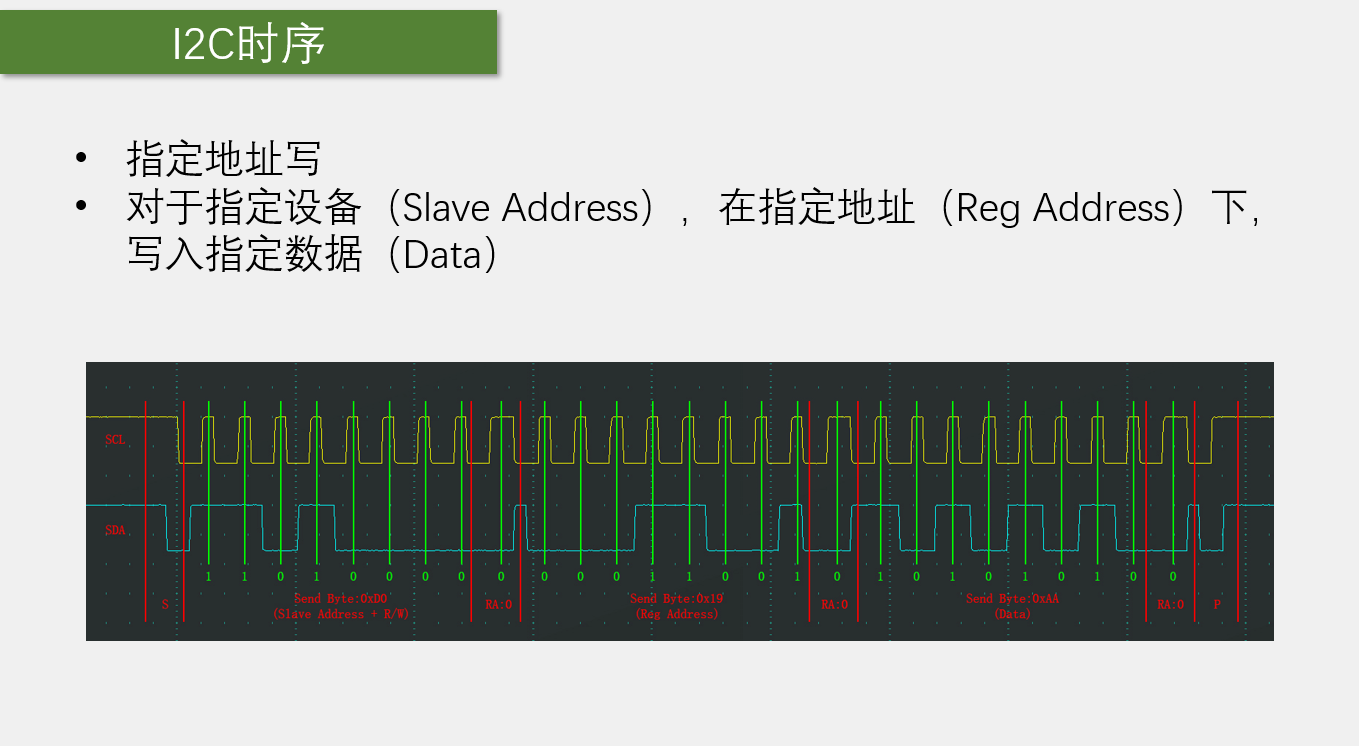 I2C时序
• 指定地址写
• 对于指定设备（Slave Address），在指定地址（Reg Address）下，
写入指定数据（Data）
SCL
SDA
1 1 0 1 0 0 0 0 0 0 0 0 1 1 0 0 1 0 1 0 1 0 1 0 1 0 0
S Send Byte:0xD0 RA:0 Send Byte:0x19 RA:0 Send Byte:0xAA RA:0 P
(Slave Address + R/W) (Reg Address) (Data)